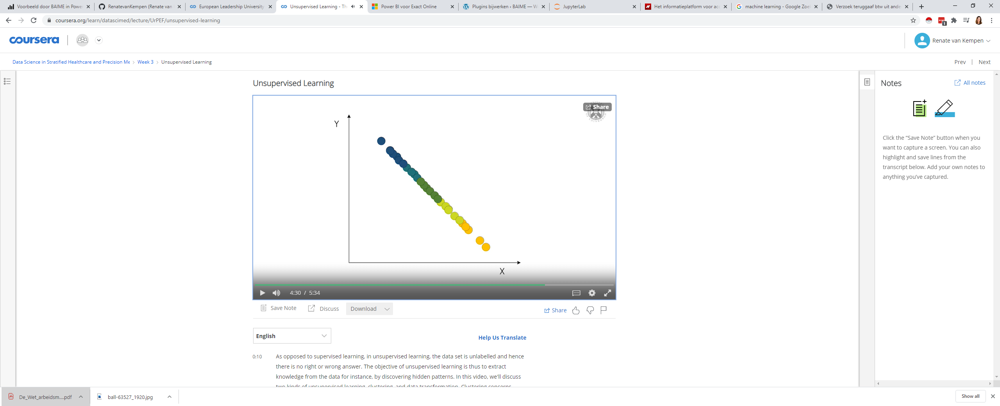 Voorbeeld door BAIME in Power
RenatevanKempen (Renate van
European Leadership University
Unsupervised Learning - Th
Power BI voor Exact Online
Plugins bijwerken ‹ BAIME — W
JupyterLab
Het informatieplatform voor acc
machine learning - Google Zoek
Verzoek teruggaaf btw uit ande
coursera.org/learn/datascimed/lecture/UrPEF/unsupervised-learning
1
coursera
Renate van Kempen
Data Science in Stratified Healthcare and Precision Me
Week 3
Unsupervised Learning
Prev
Next
Unsupervised Learning
Share
Y
X
4:30 / 5:34
Save Note
Discuss
Download
Share
English
Help Us Translate
0:10
As opposed to supervised learning, in unsupervised learning, the data set is unlabelled and hence
there is no right or wrong answer. The objective of unsupervised learning is thus to extract
knowledge from the data for instance, by discovering hidden patterns. In this video, we'll discuss
two kinds of unsupervised learning, clustering, and data transformation. Clustering concerns
Notes
All notes
Click the “Save Note” button when you
want to capture a screen. You can also
highlight and save lines from the
transcript below. Add your own notes to
anything you’ve captured.
De_Wet_arbeidsm....pdf
ball-63527_1920.jpg
Show all